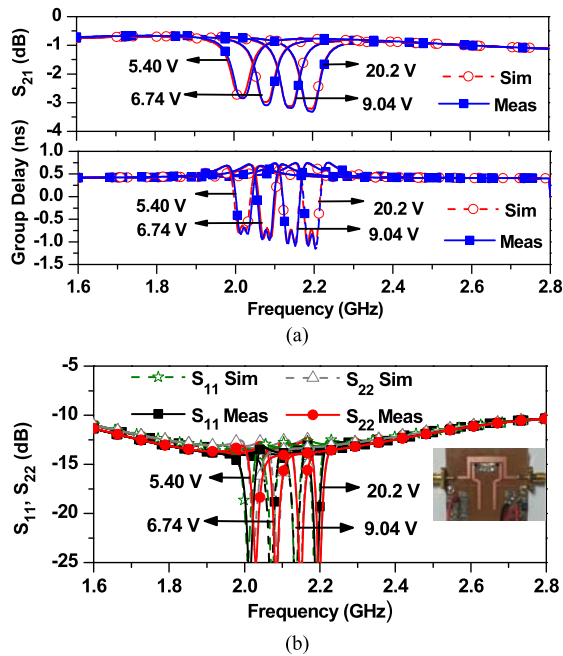 S21 (dB)
0
-1
-2
-3
-4
5.40 V
6.74 V
20.2 V
9.04 V
Sim
Meas
Group Delay (ns)
1.0
0.5
0.0
-0.5
-1.0
-1.5
5.40 V
6.74 V
20.2 V
9.04 V
Sim
Meas
1.6 1.8 2.0 2.2 2.4 2.6 2.8
Frequency (GHz)
(a)
S11, S22 (dB)
-5
-10
-15
-20
-25
S11 Sim S22 Sim
S11 Meas S22 Meas
5.40 V
20.2 V
6.74 V
9.04 V
1.6 1.8 2.0 2.2 2.4 2.6 2.8
Frequency (GHz)
(b)